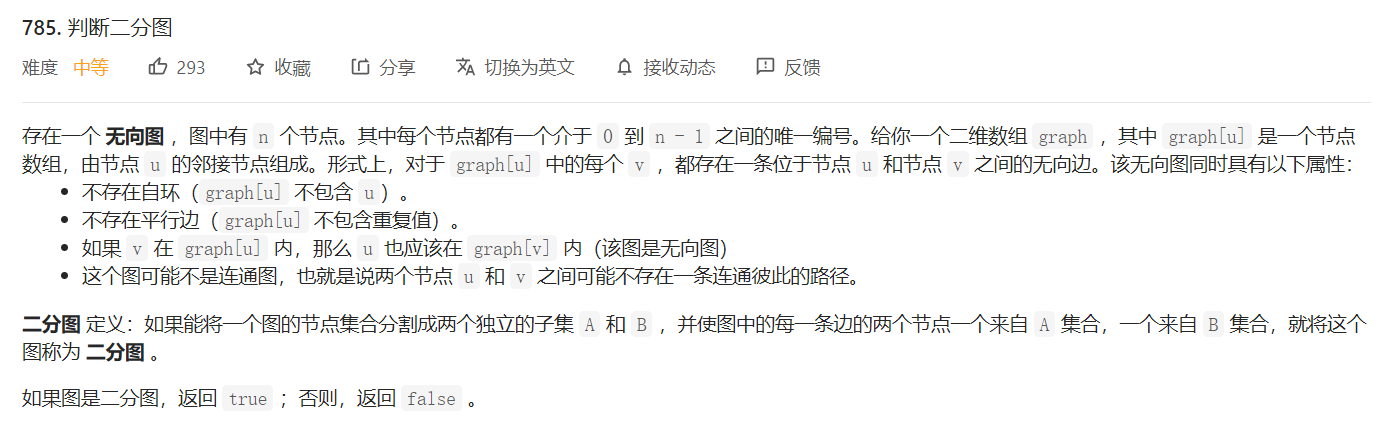 785. 判断二分图
难度 中等 293 收藏 分享 切换为英文 接收动态 反馈
存在一个 无向图 ，图中有 n 个节点。其中每个节点都有一个介于 0 到 n - 1 之间的唯一编号。给你一个二维数组 graph ，其中 graph[u] 是一个节点
数组，由节点 u 的邻接节点组成。形式上，对于 graph[u] 中的每个 v ，都存在一条位于节点 u 和节点 v 之间的无向边。该无向图同时具有以下属性：
• 不存在自环（graph[u] 不包含 u）。
• 不存在平行边（graph[u] 不包含重复值）。
• 如果 v 在 graph[u] 内，那么 u 也应该在 graph[v] 内（该图是无向图）
• 这个图可能不是连通图，也就是说两个节点 u 和 v 之间可能不存在一条连通彼此的路径。
二分图 定义：如果能将一个图的节点集合分割成两个独立的子集 A 和 B ，并使图中的每一条边的两个节点一个来自 A 集合，一个来自 B 集合，就将这个
图称为 二分图 。
如果图是二分图，返回 true ；否则，返回 false 。